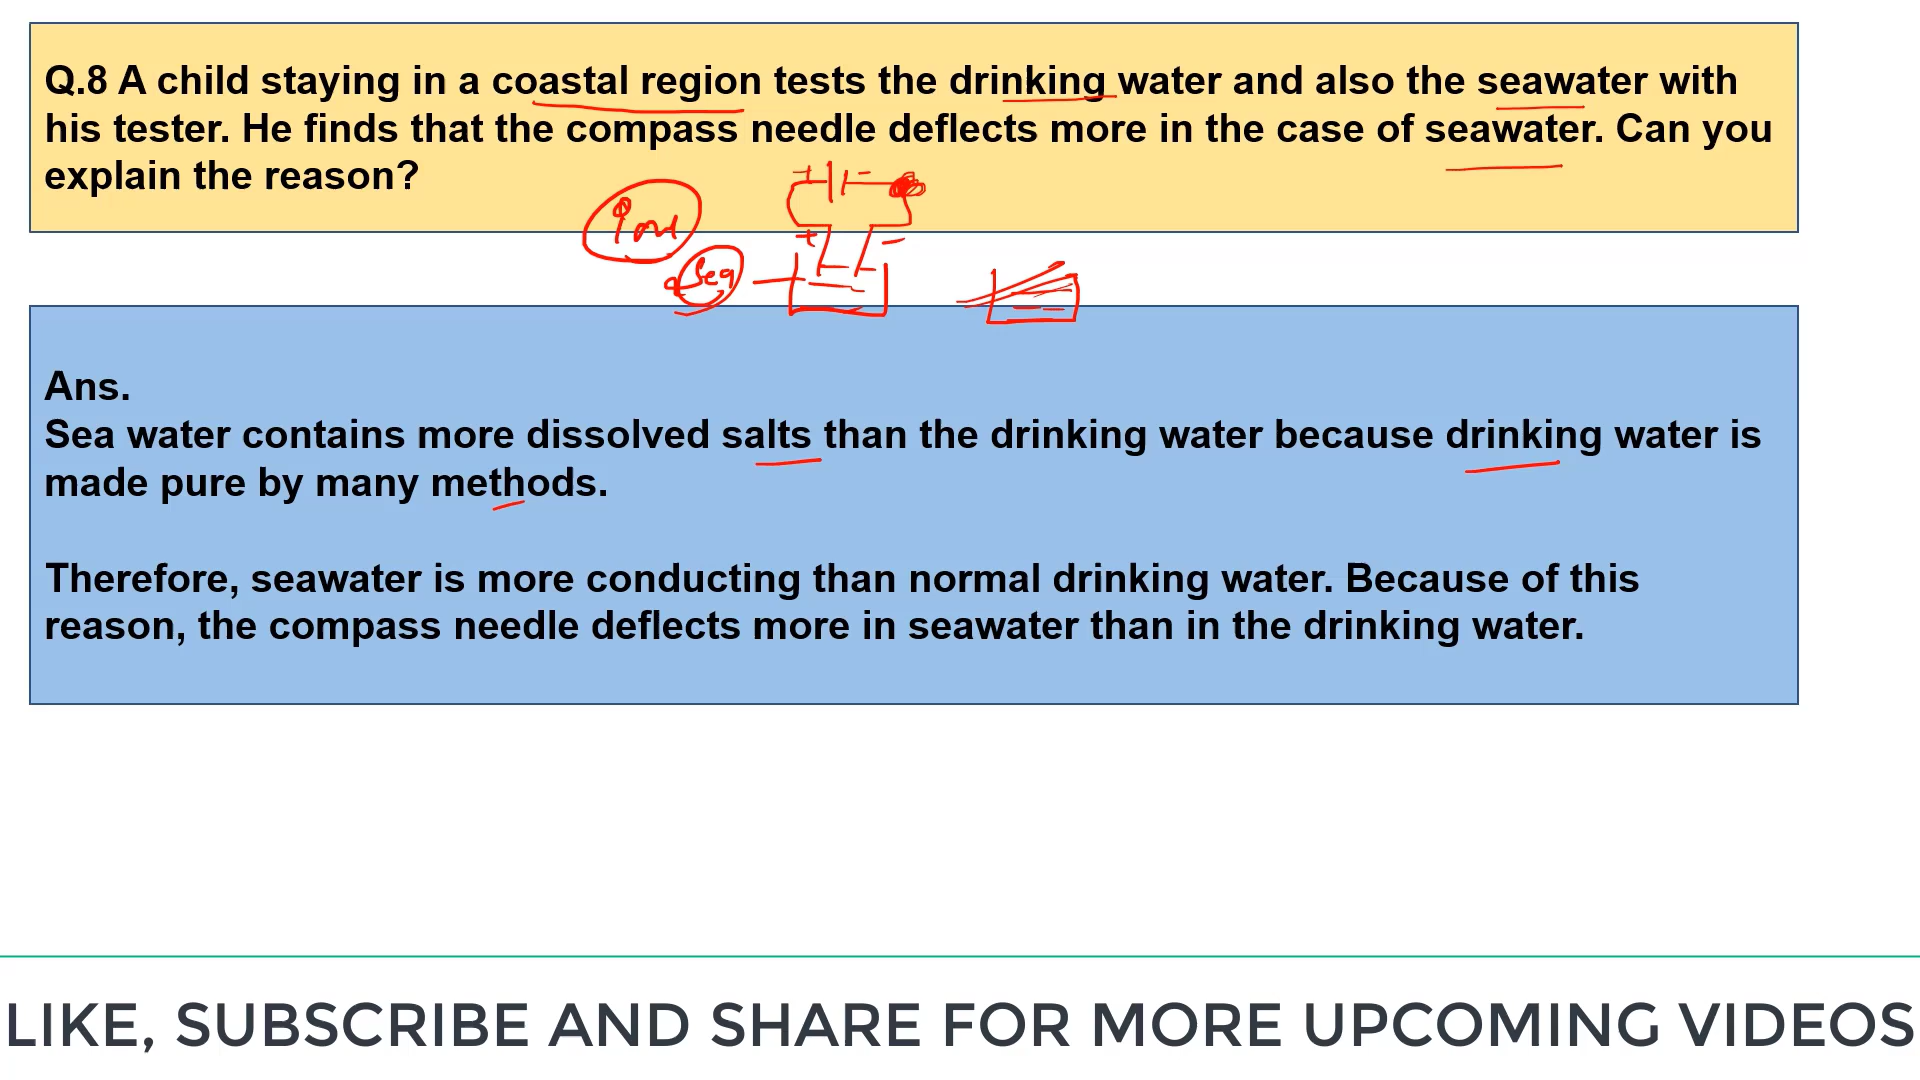 Q.8 A child staying in a coastal region tests the drinking water and also the seawater with
his tester. He finds that the compass needle deflects more in the case of seawater. Can you
explain the reason?
+ -
+ -
Sea
Ans.
Sea water contains more dissolved salts than the drinking water because drinking water is
made pure by many methods.
Therefore, seawater is more conducting than normal drinking water. Because of this
reason, the compass needle deflects more in seawater than in the drinking water.
LIKE, SUBSCRIBE AND SHARE FOR MORE UPCOMING VIDEOS